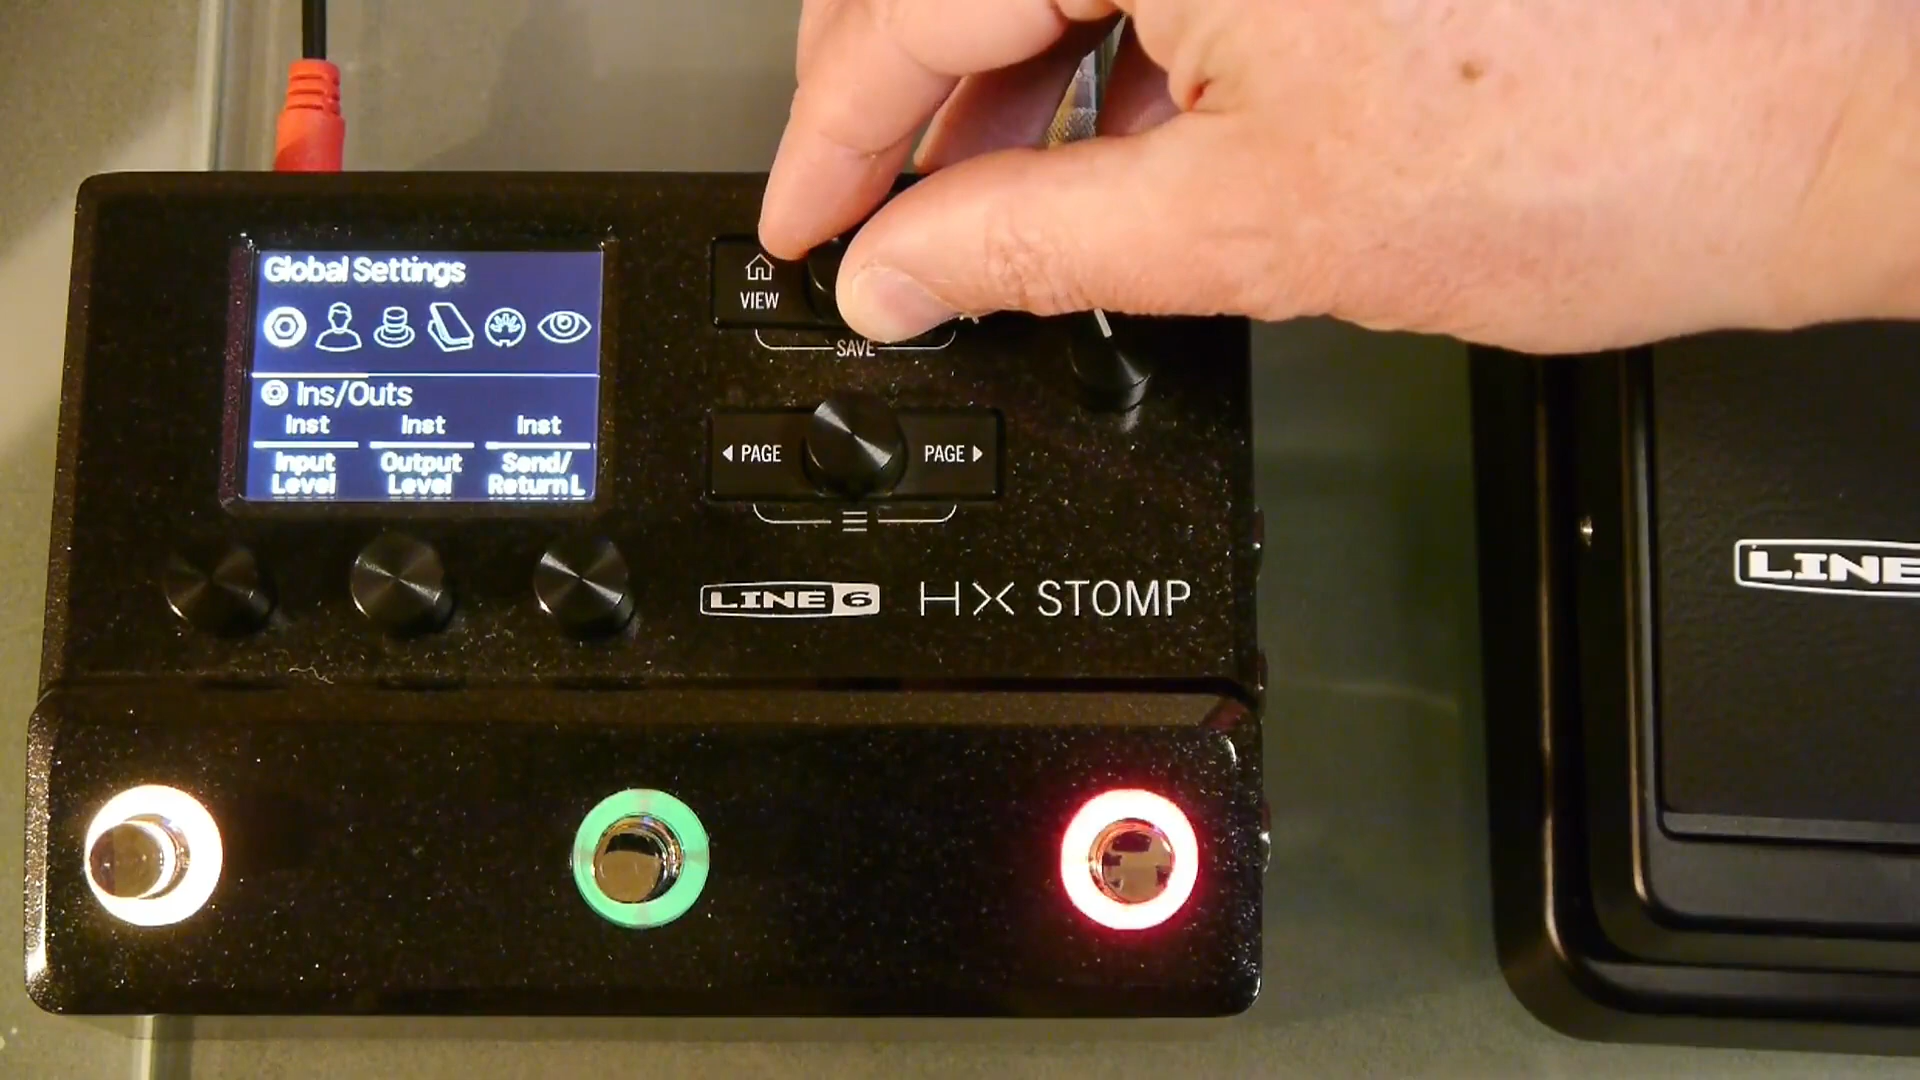 Global Settings
Ins/Outs
Inst Inst Inst
Input Output Send/
Level Level Return L
VIEW
SAVE
PAGE PAGE
LINE 6 HX STOMP
LINE